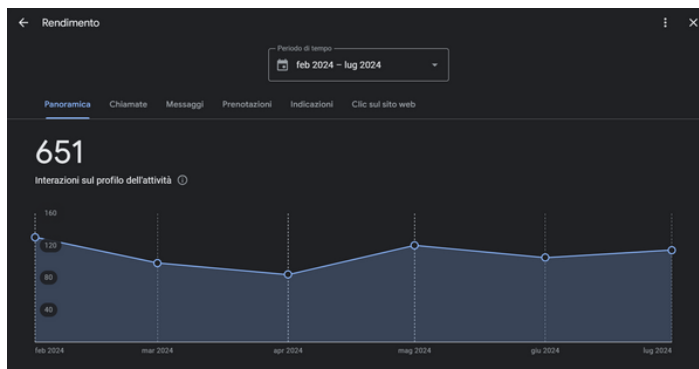 Rendimento
Periodo di tempo
feb 2024 – lug 2024
Panoramica Chiamate Messaggi Prenotazioni Indicazioni Clic sul sito web
651
Interazioni sul profilo dell'attività
160
120
80
40
feb 2024 mar 2024 apr 2024 mag 2024 giu 2024 lug 2024